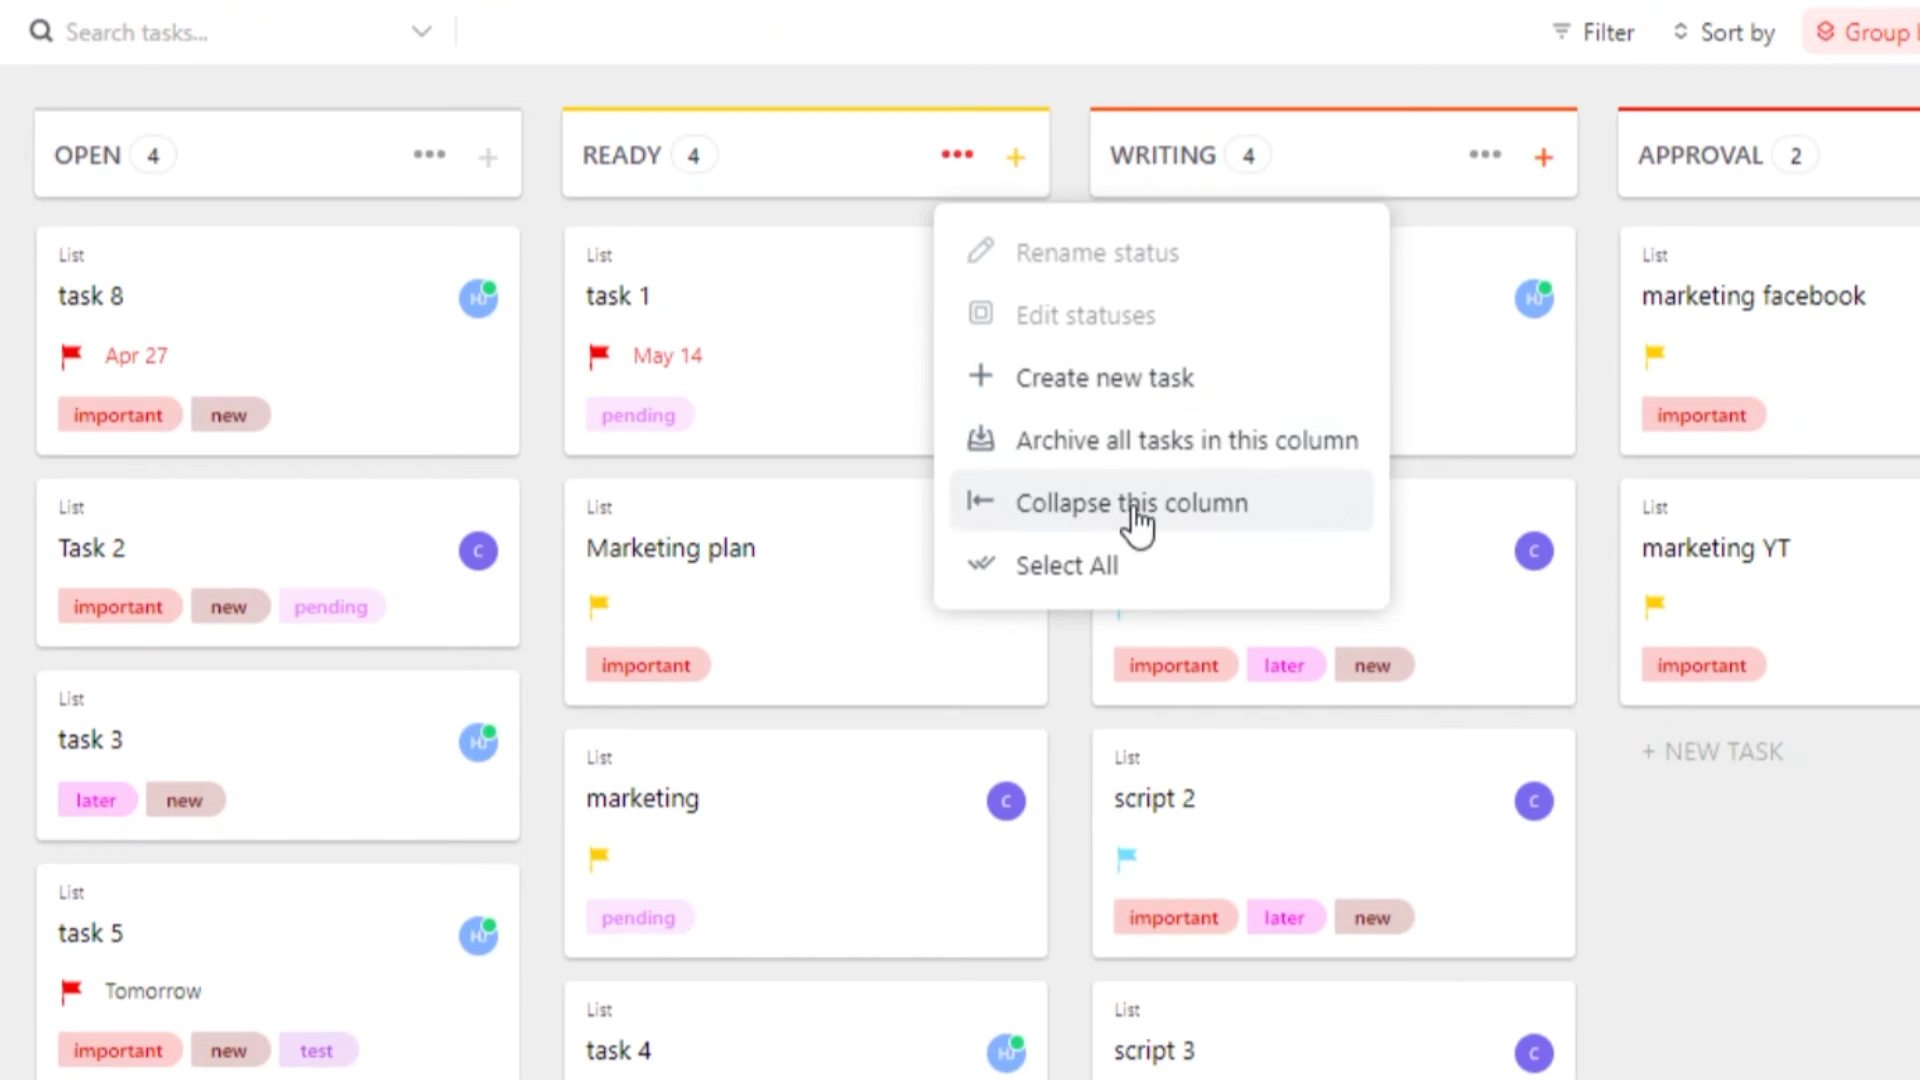 Search tasks...
Filter
Sort by
Group
OPEN 4
READY 4
WRITING 4
APPROVAL 2
List
task 8
HJ
Apr 27
important new
List
Task 2
C
important new pending
List
task 3
HJ
later new
List
task 5
HJ
Tomorrow
important new test
List
task 1
May 14
pending
List
Marketing plan
important
List
marketing
C
pending
List
task 4
HJ
Rename status
Edit statuses
Create new task
Archive all tasks in this column
Collapse this column
Select All
HJ
C
important later new
List
script 2
C
important later new
List
script 3
C
List
marketing facebook
important
List
marketing YT
important
+ NEW TASK